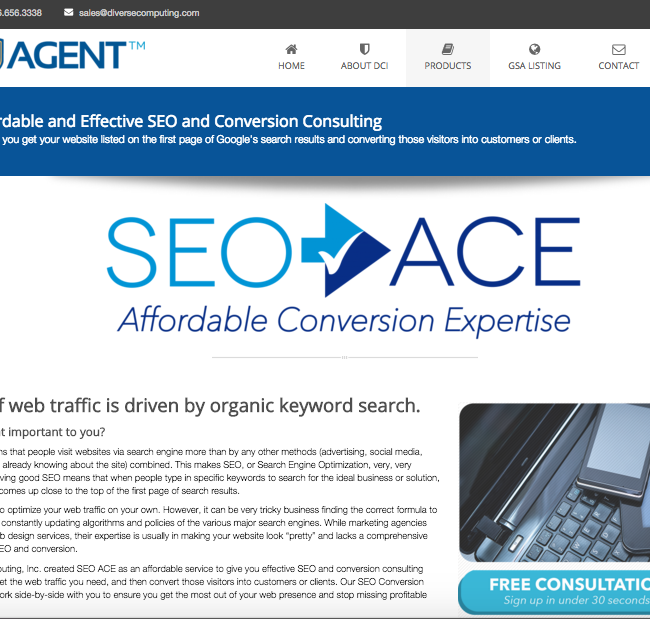 6.656.3338 sales@diversecomputing.com
AGENT™
HOME ABOUT DCI PRODUCTS GSA LISTING CONTACT
rdable and Effective SEO and Conversion Consulting
you get your website listed on the first page of Google's search results and converting those visitors into customers or clients.
SEO ACE
Affordable Conversion Expertise
f web traffic is driven by organic keyword search.
t important to you?
ns that people visit websites via search engine more than by any other methods (advertising, social media,
already knowing about the site) combined. This makes SEO, or Search Engine Optimization, very, very
ving good SEO means that when people type in specific keywords to search for the ideal business or solution,
comes up close to the top of the first page of search results.
o optimize your web traffic on your own. However, it can be very tricky business finding the correct formula to
constantly updating algorithms and policies of the various major search engines. While marketing agencies
b design services, their expertise is usually in making your website look “pretty” and lacks a comprehensive
EO and conversion.
puting, Inc. created SEO ACE as an affordable service to give you effective SEO and conversion consulting
et the web traffic you need, and then convert those visitors into customers or clients. Our SEO Conversion
ork side-by-side with you to ensure you get the most out of your web presence and stop missing profitable
FREE CONSULTATIO
Sign up in under 30 seconds